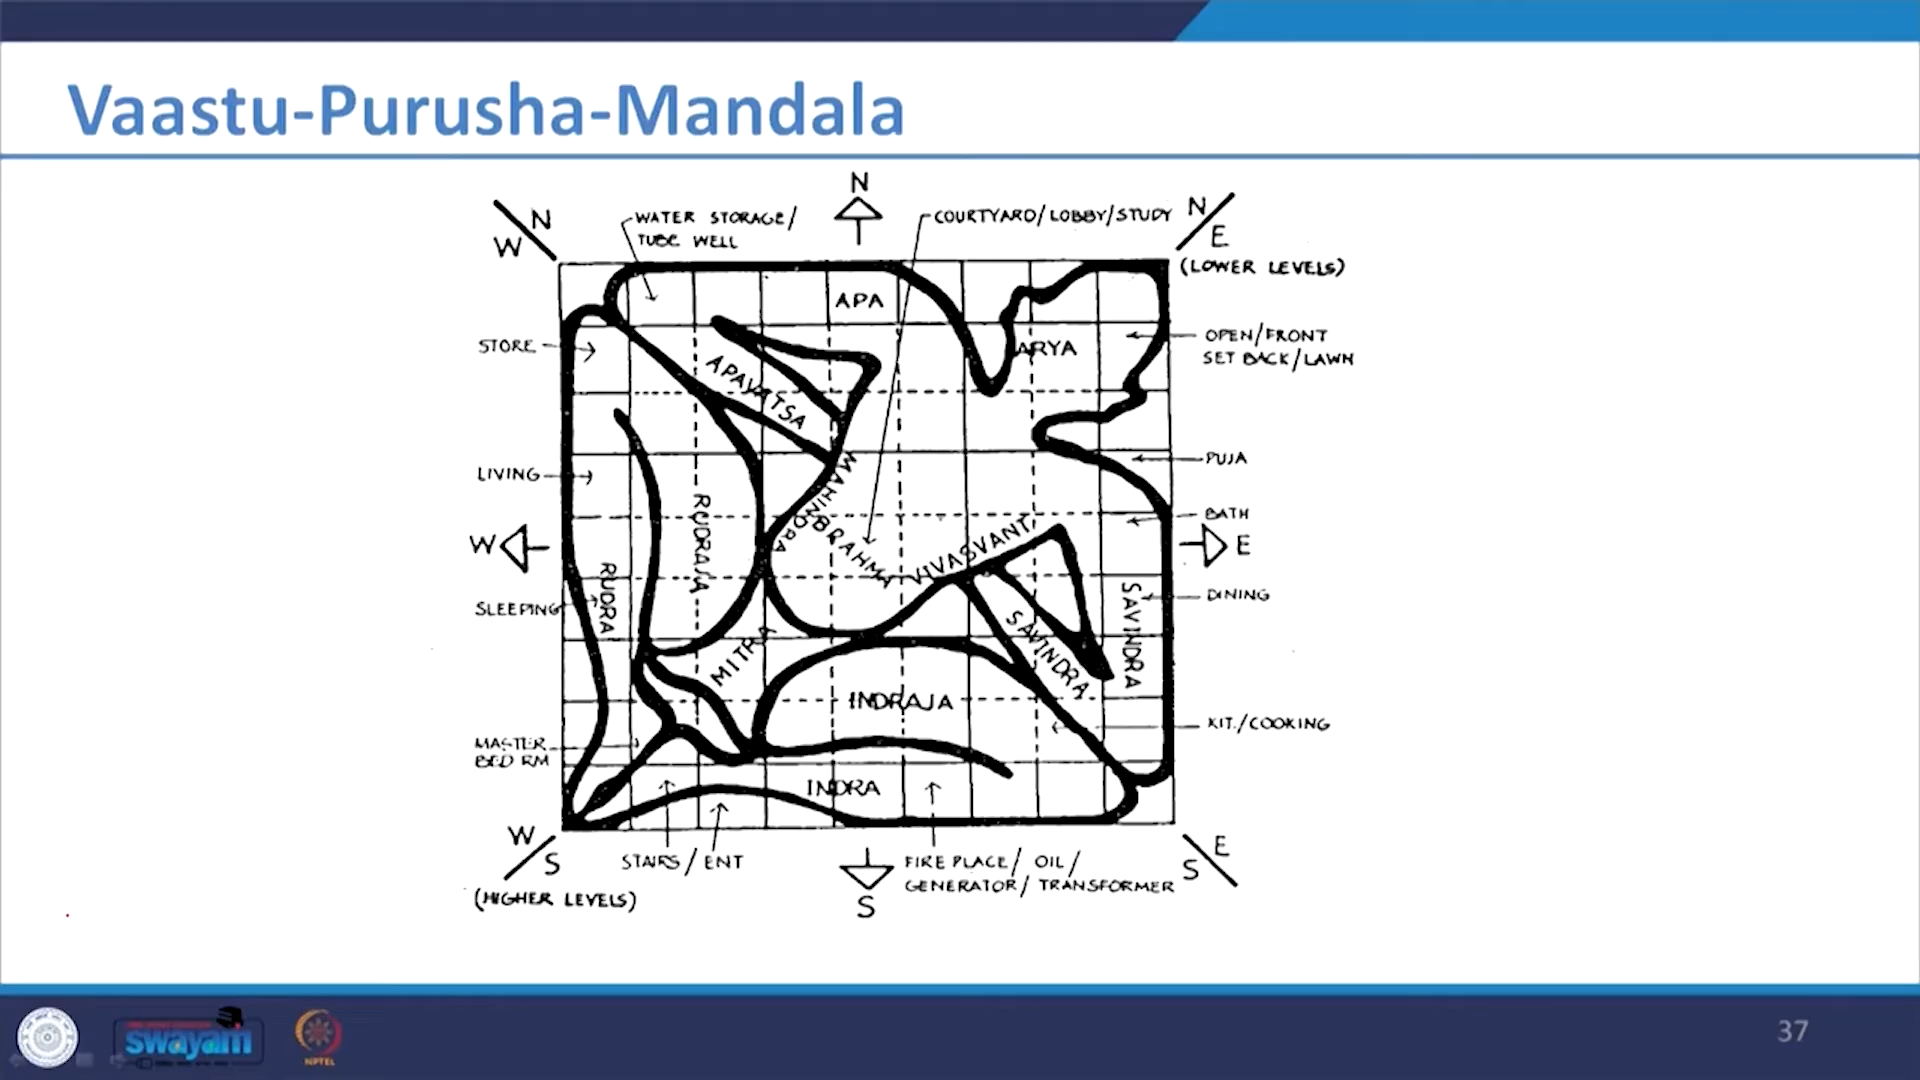 Vaastu-Purusha-Mandala
N
N
W
WATER STORAGE/
TUBE WELL
COURTYARD/LOBBY/STUDY
N
E
(LOWER LEVELS)
APA
STORE
ARYA
OPEN/FRONT
SET BACK/LAWN
APAVATSA
LIVING
PUJA
MAHINDRA
RUDRAJA
BATH
W
BRAHMA
VIVASVANT
E
RUDRA
SLEEPING
SAVINDRA
SAVINDRA
DINING
MITRA
INDRAJA
KIT./COOKING
MASTER
BED RM
INDRA
W
S
(HIGHER LEVELS)
STAIRS/ENT
S
FIRE PLACE/ OIL/
GENERATOR/ TRANSFORMER
E
S
swayam
NPTEL
37